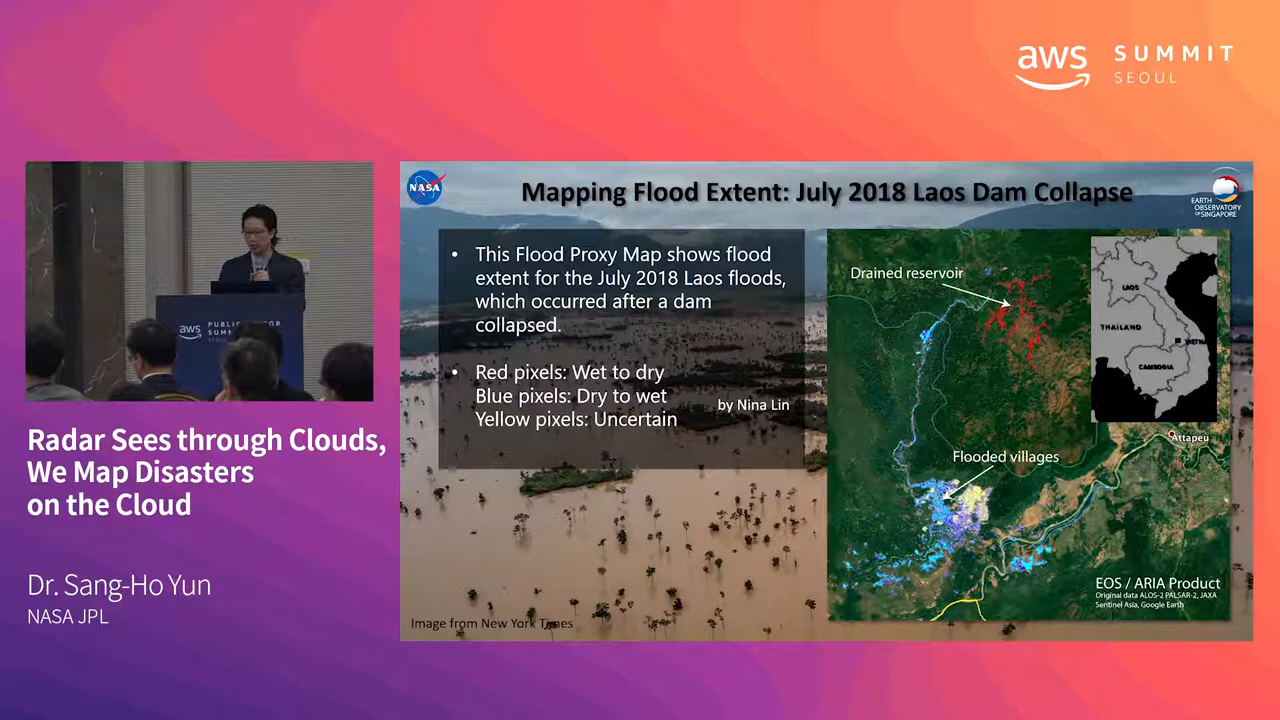 aws SUMMIT
SEOUL
NASA
Mapping Flood Extent: July 2018 Laos Dam Collapse
EARTH
OBSERVATORY
OF SINGAPORE
• This Flood Proxy Map shows flood
extent for the July 2018 Laos floods,
which occurred after a dam
collapsed.
• Red pixels: Wet to dry
Blue pixels: Dry to wet
Yellow pixels: Uncertain
by Nina Lin
Image from New York Times
Drained reservoir
LAOS
THAILAND
CAMBODIA
Attapeu
Flooded villages
EOS / ARIA Product
Original data ALOS-2 PALSAR-2, JAXA
Sentinel Asia, Google Earth
aws
SEOUL
Radar Sees through Clouds,
We Map Disasters
on the Cloud
Dr. Sang-Ho Yun
NASA JPL